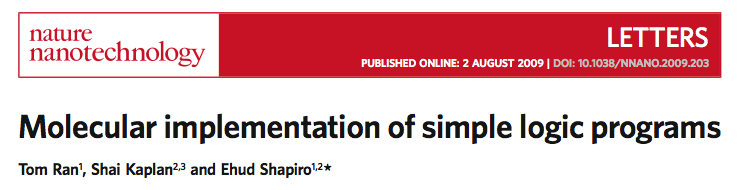 nature
nanotechnology
LETTERS
PUBLISHED ONLINE: 2 AUGUST 2009 | DOI: 10.1038/NNANO.2009.203
Molecular implementation of simple logic programs
Tom Ran¹, Shai Kaplan²,³ and Ehud Shapiro¹,²*